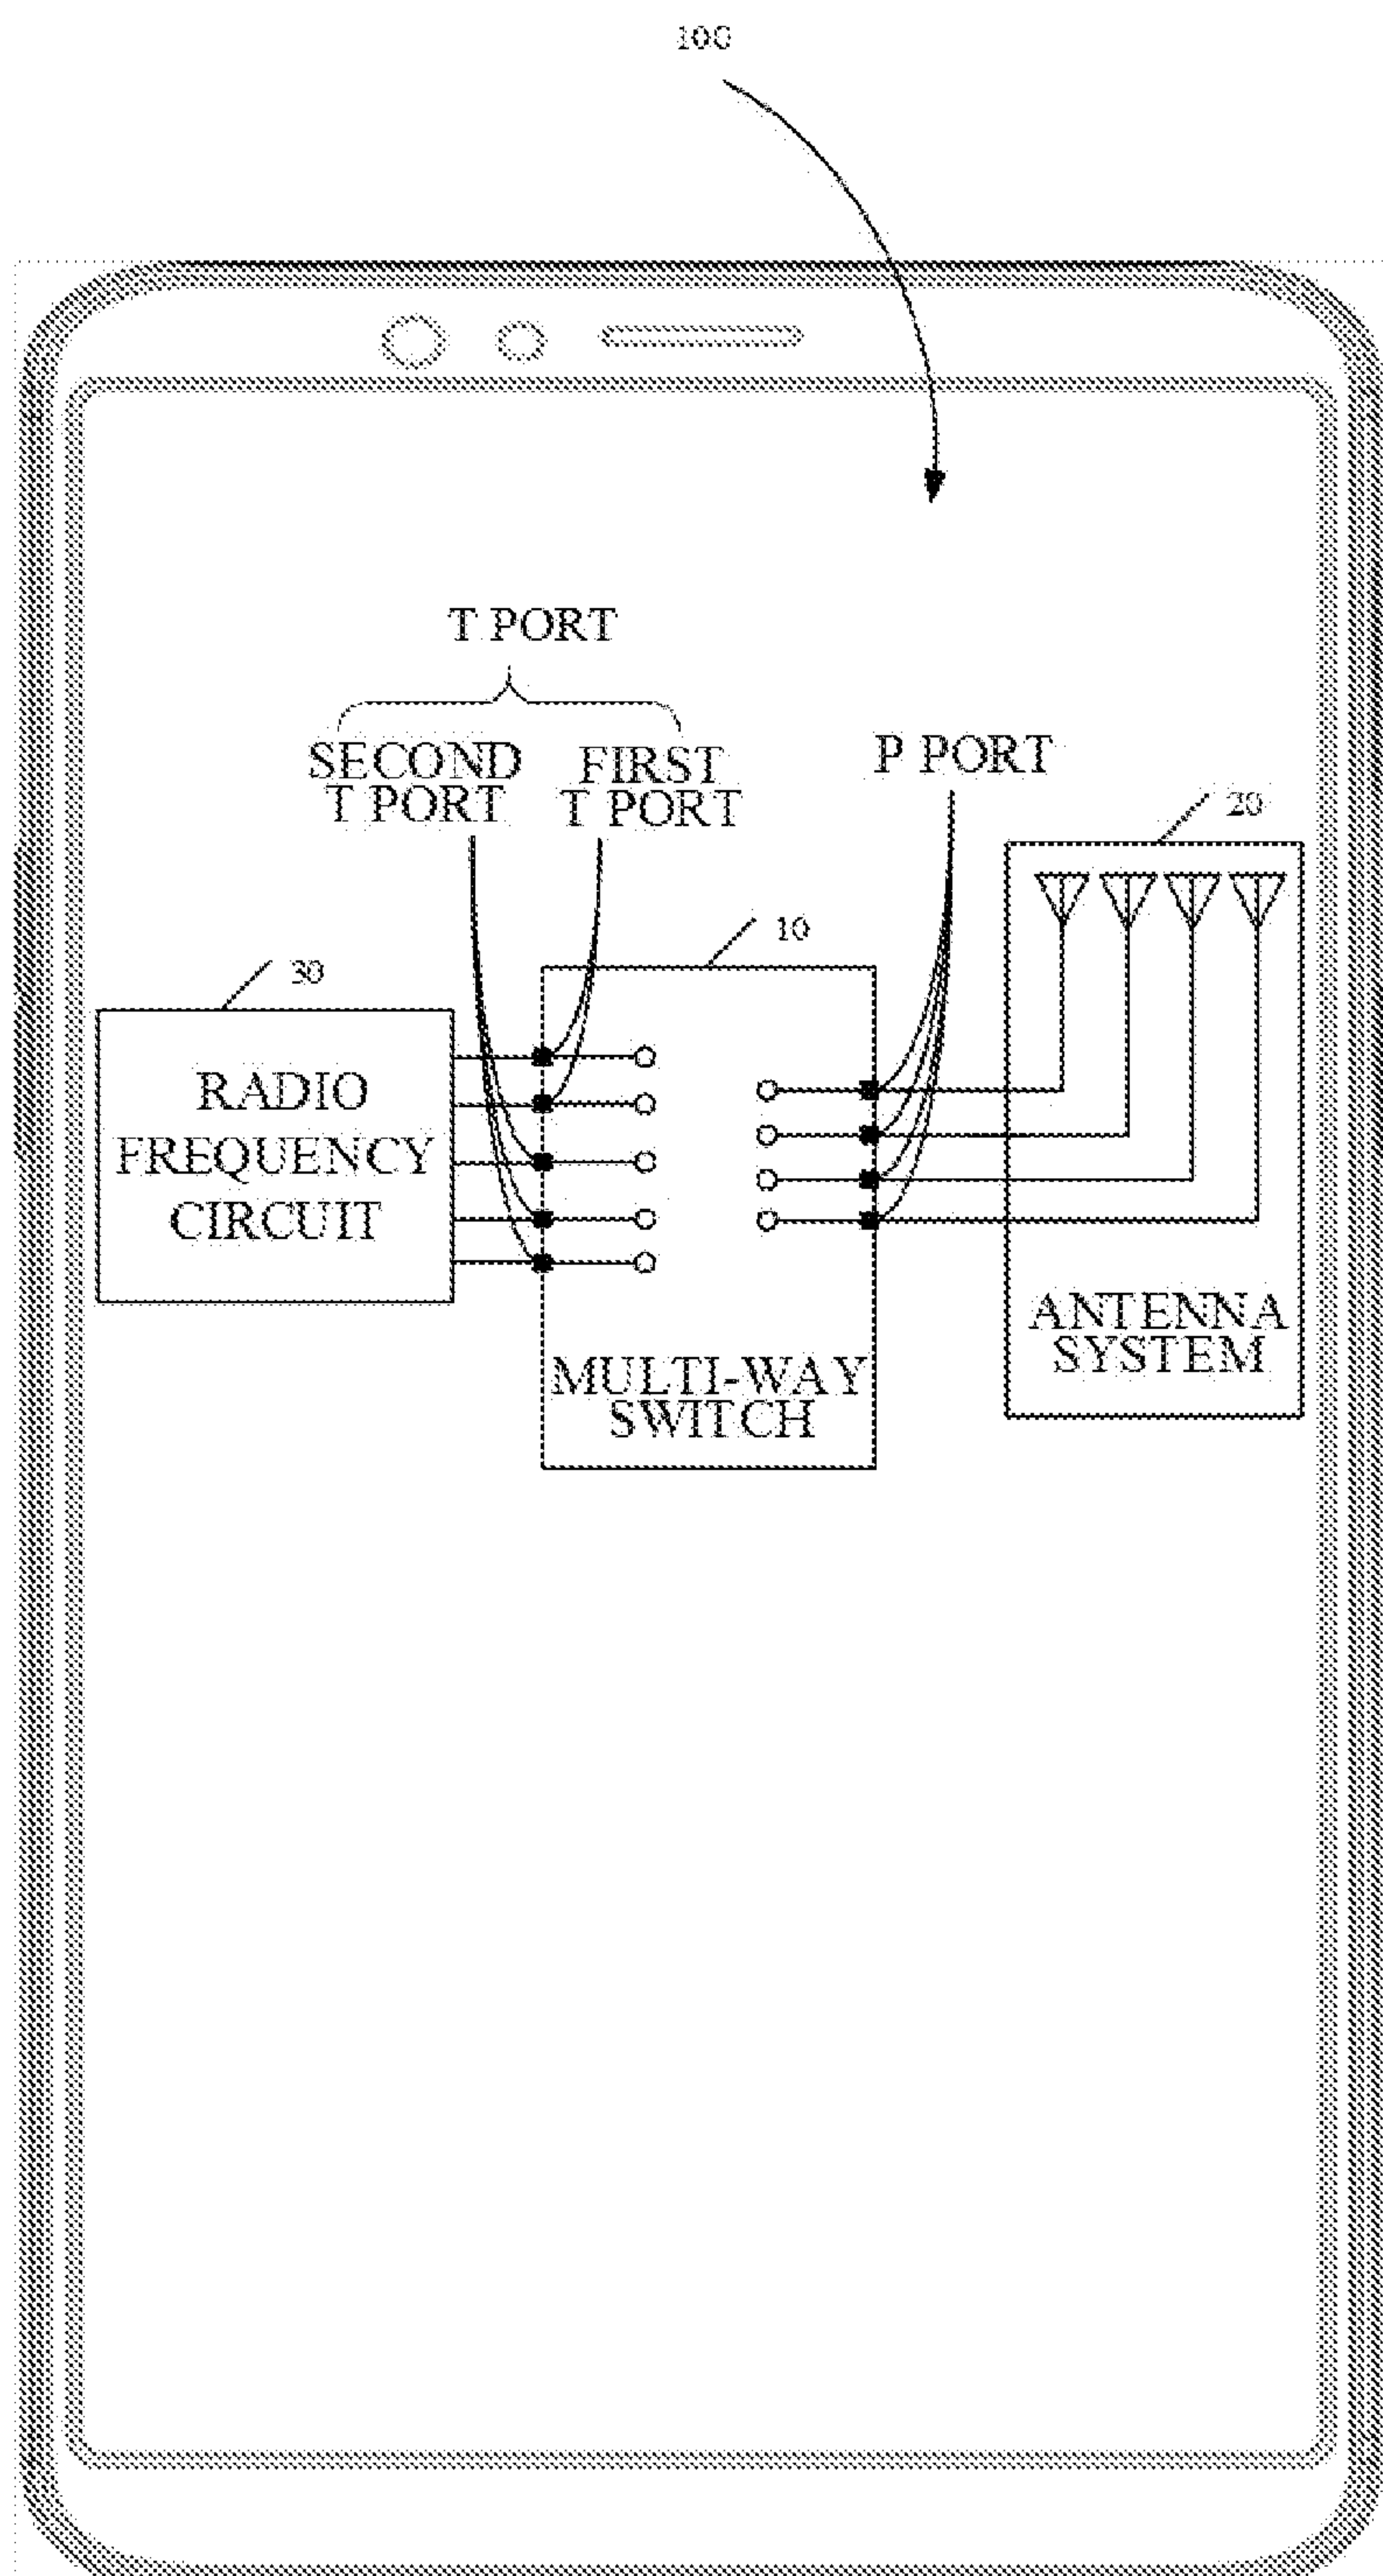 100
T PORT
SECOND
T PORT
FIRST
T PORT
P PORT
20
10
30
RADIO
FREQUENCY
CIRCUIT
ANTENNA
SYSTEM
MULTI-WAY
SWITCH